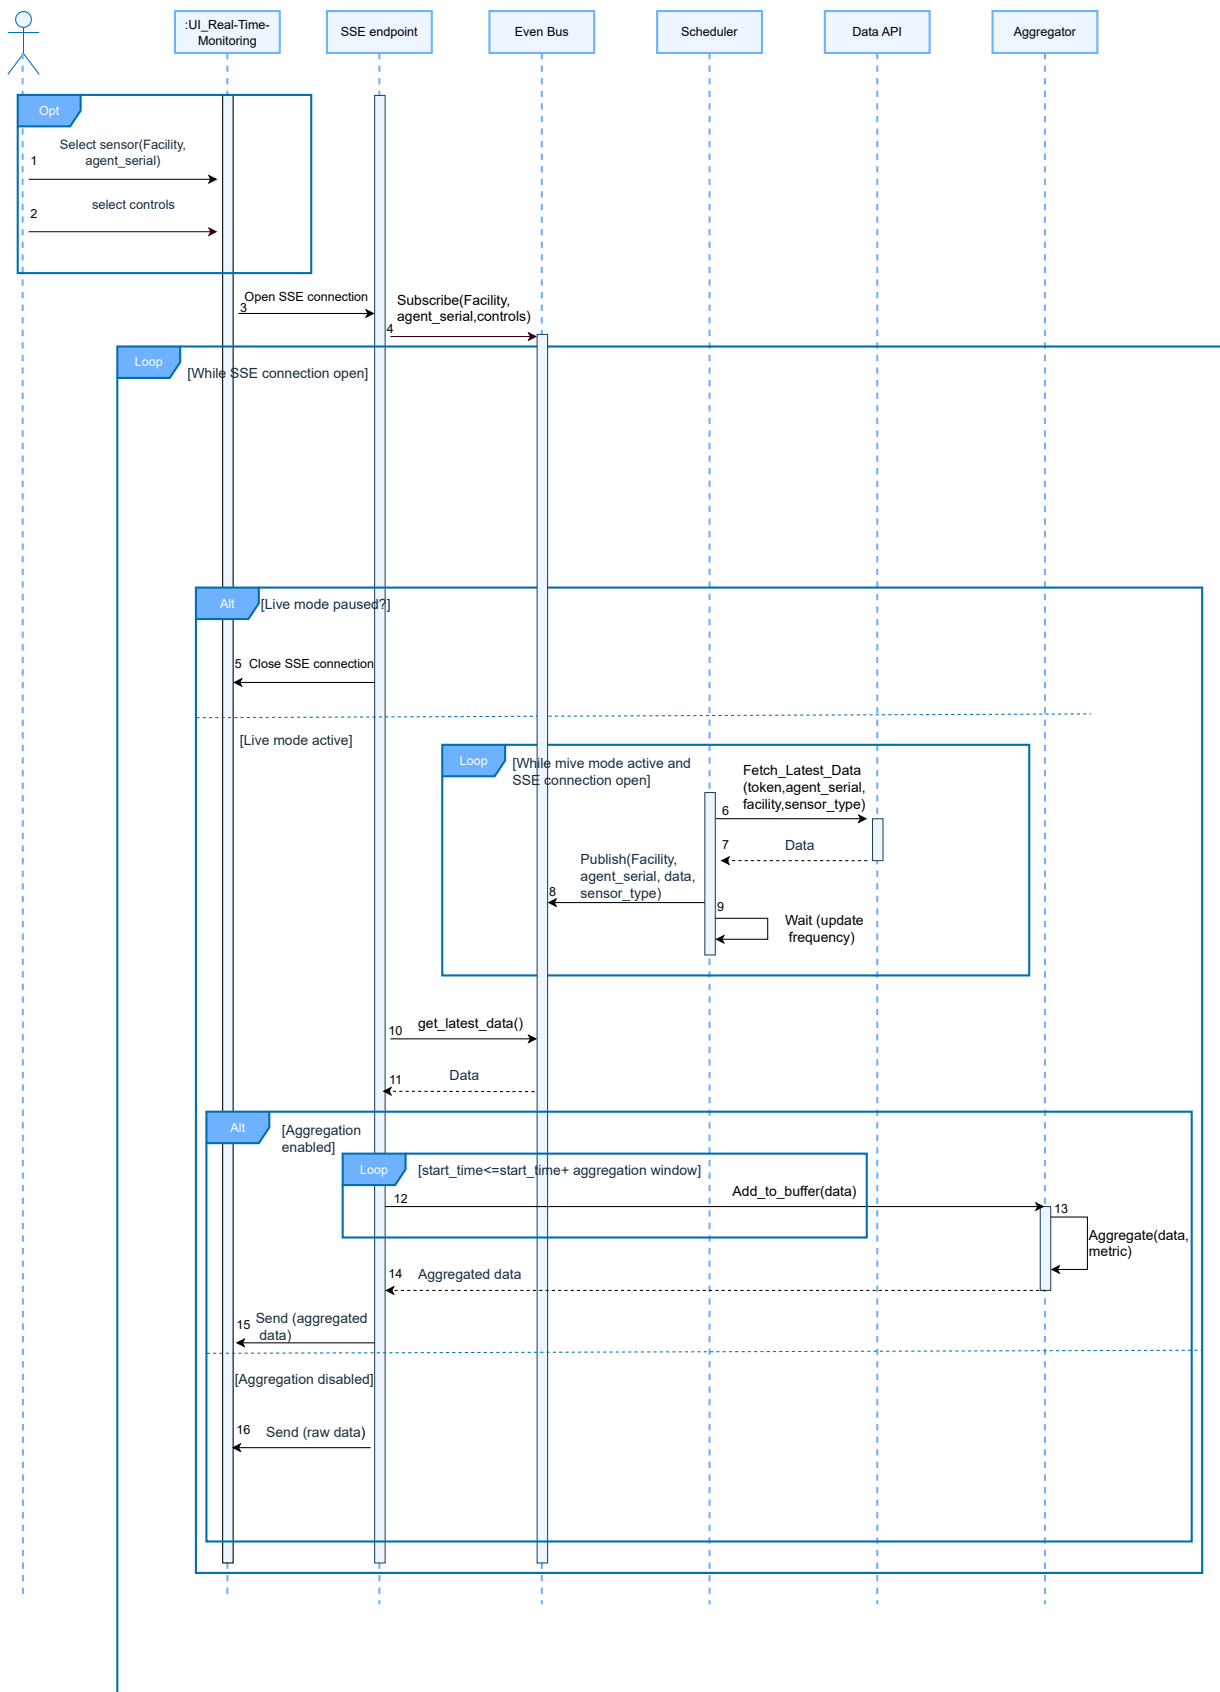 :UI_Real-Time-
Monitoring
SSE endpoint
Even Bus
Scheduler
Data API
Aggregator
Opt
Select sensor(Facility,
agent_serial)
1
select controls
2
Open SSE connection
3
Subscribe(Facility,
agent_serial,controls)
4
Loop
[While SSE connection open]
Alt
[Live mode paused?]
5 Close SSE connection
[Live mode active]
Loop
[While mive mode active and
SSE connection open]
Fetch_Latest_Data
(token,agent_serial,
facility,sensor_type)
6
7
Data
Publish(Facility,
agent_serial, data,
sensor_type)
8
9
Wait (update
frequency)
get_latest_data()
10
Data
11
Alt
[Aggregation
enabled]
Loop
[start_time<=start_time+ aggregation window]
12
Add_to_buffer(data)
13
Aggregate(data,
metric)
14
Aggregated data
15
Send (aggregated
data)
[Aggregation disabled]
16
Send (raw data)